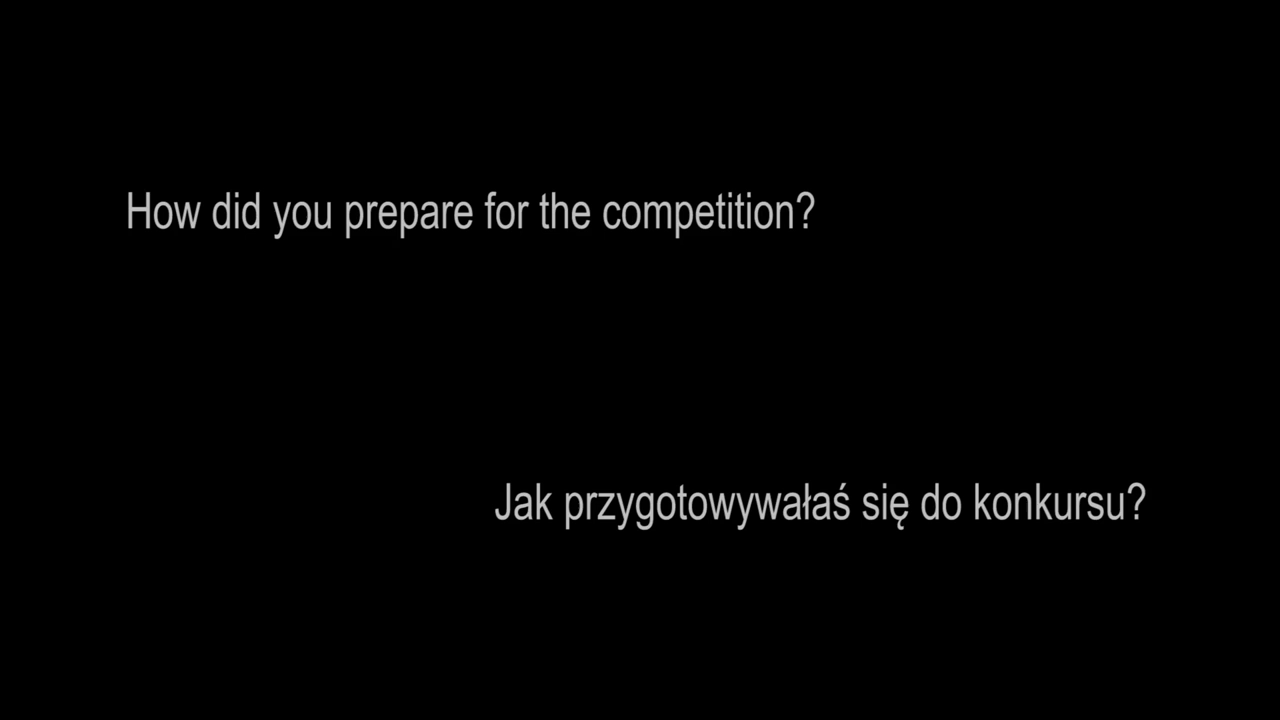 How did you prepare for the competition?
Jak przygotowywałaś się do konkursu?